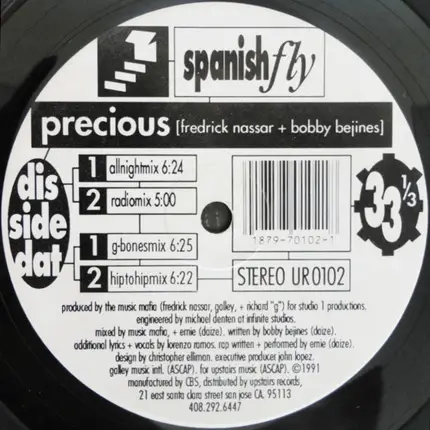 spanish fly
precious [fredrick nassar + bobby bejines]
dis side dat
1 allnightmix 6:24
2 radiomix 5:00
1 g-bonesmix 6:25
2 hiptohipmix 6:22
1879-70102-1
STEREO UR0102
33 1/3
produced by the music mafia (fredrick nassar, galley, + richard "g") for studio 1 productions.
engineered by michael denten at infinite studios.
mixed by music mafia, + ernie (daize). written by bobby bejines (daize).
additional lyrics + vocals by lorenzo ramos. rap written + performed by ernie (daize).
design by christopher elliman. executive producer john lopez.
galley music intl. (ASCAP). for upstairs music (ASCAP). ©1991
manufactured by CBS, distributed by upstairs records,
21 east santa clara street san jose CA. 95113
408.292.6447